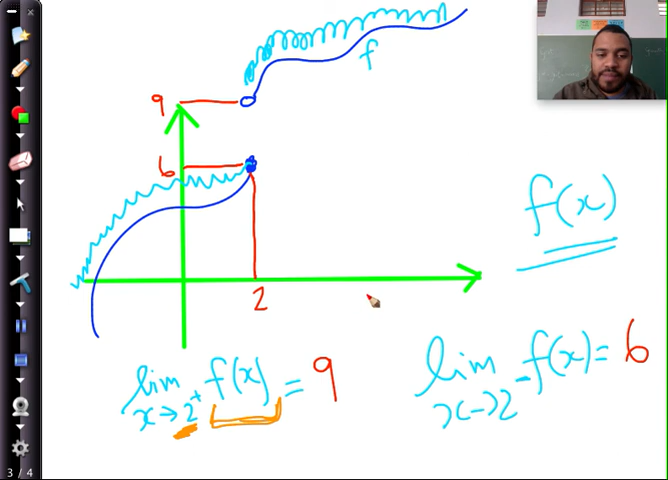 9
f
6
f(x)
2
lim x→2⁺ f(x) = 9
lim x→2⁻ f(x) = 6
3 / 4